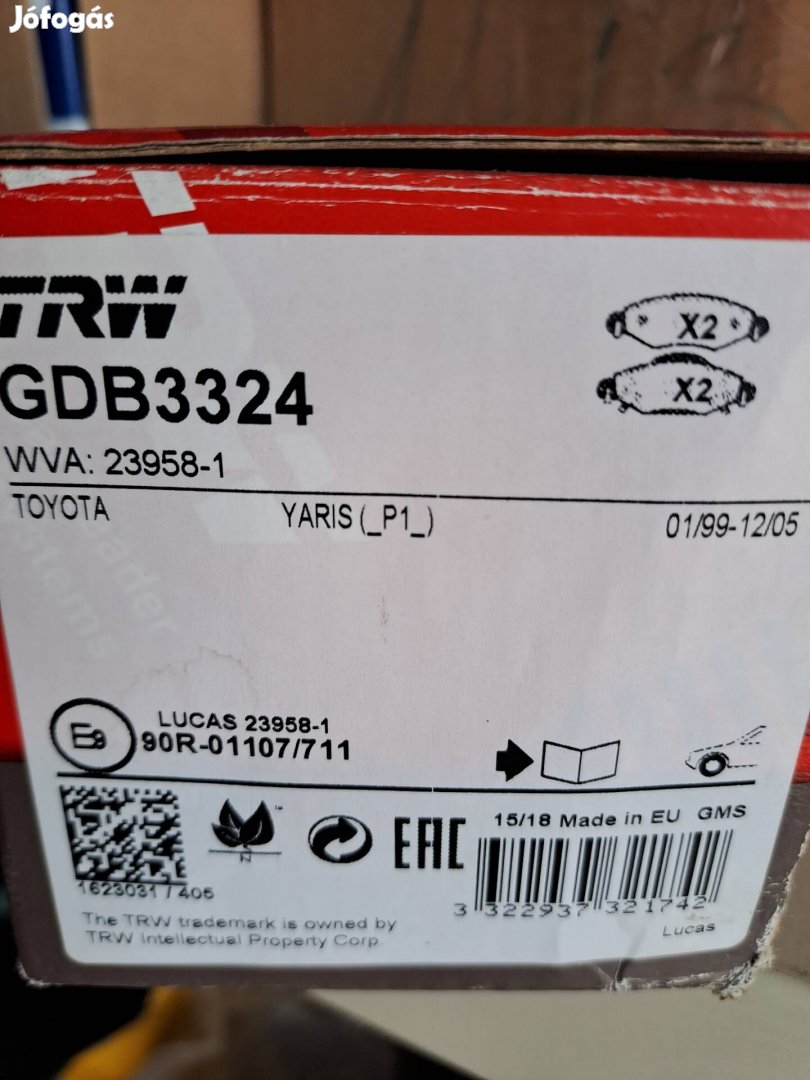 Jófogás
TRW
X2
X2
GDB3324
WVA: 23958-1
TOYOTA YARIS (_P1_) 01/99-12/05
LUCAS 23958-1
E9 90R-01107/711
15/18 Made in EU GMS
N
EAC
1623031 / 406
3 322937 321742
The TRW trademark is owned by
TRW Intellectual Property Corp.
Lucas